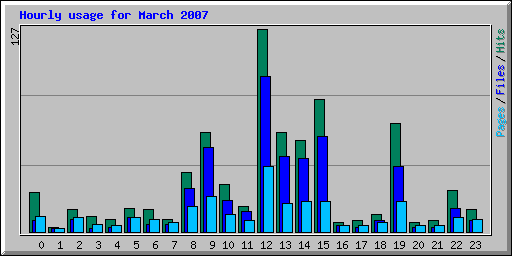 Hourly usage for March 2007
127
Pages/Files/Hits
0 1 2 3 4 5 6 7 8 9 10 11 12 13 14 15 16 17 18 19 20 21 22 23